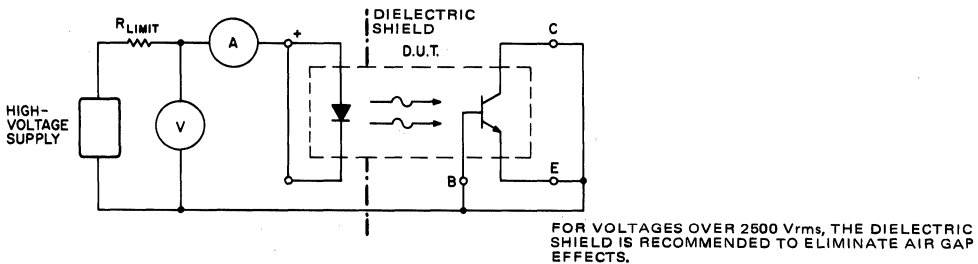 DIELECTRIC
SHIELD
D.U.T.
R LIMIT
A
+
C
HIGH-
VOLTAGE
SUPPLY
V
B
E
FOR VOLTAGES OVER 2500 Vrms, THE DIELECTRIC
SHIELD IS RECOMMENDED TO ELIMINATE AIR GAP
EFFECTS.